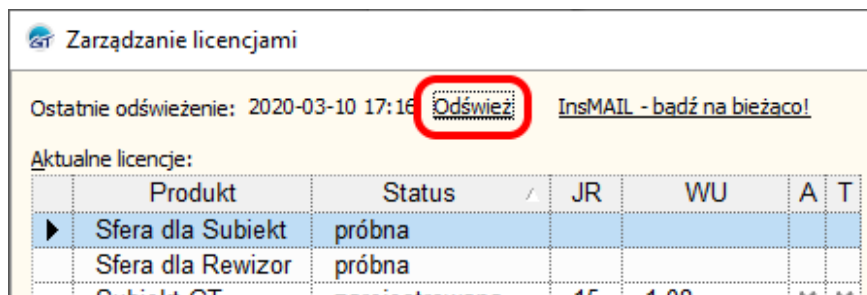 Zarządzanie licencjami
Ostatnie odświeżenie: 2020-03-10 17:16 Odśwież InsMAIL - bądź na bieżąco!
Aktualne licencje:
Produkt Status JR WU A T
Sfera dla Subiekt próbna
Sfera dla Rewizor próbna